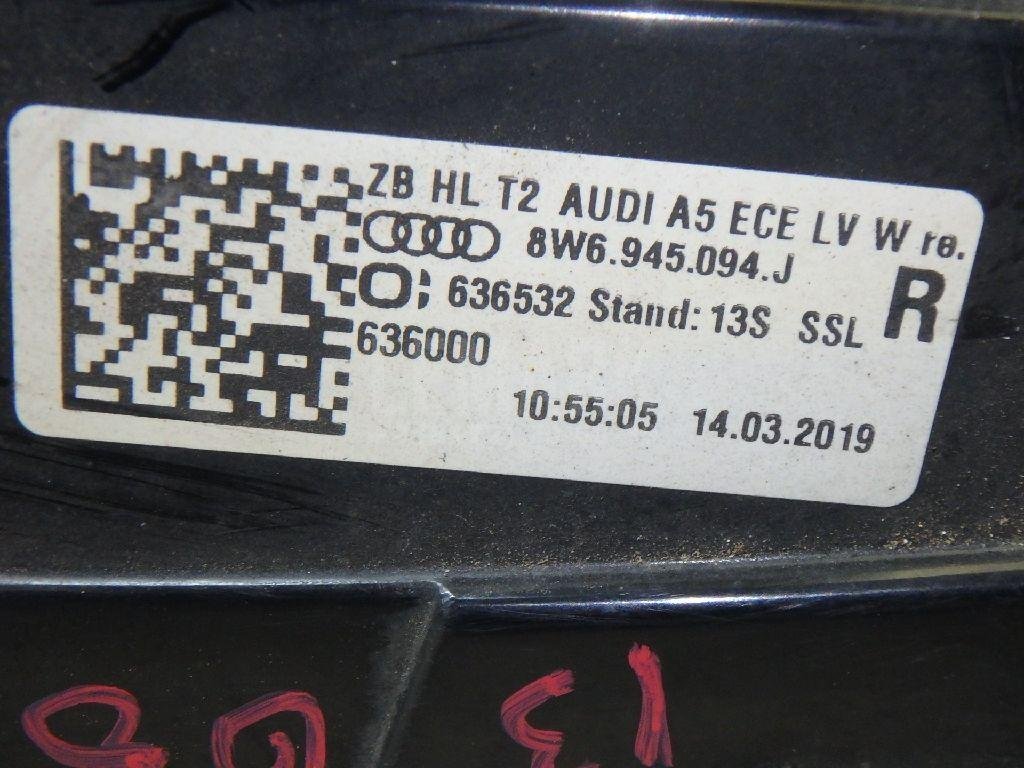 ZB HL T2 AUDI A5 ECE LV W re.
8W6.945.094.J
R
636532 Stand: 13S SSL
636000
10:55:05 14.03.2019